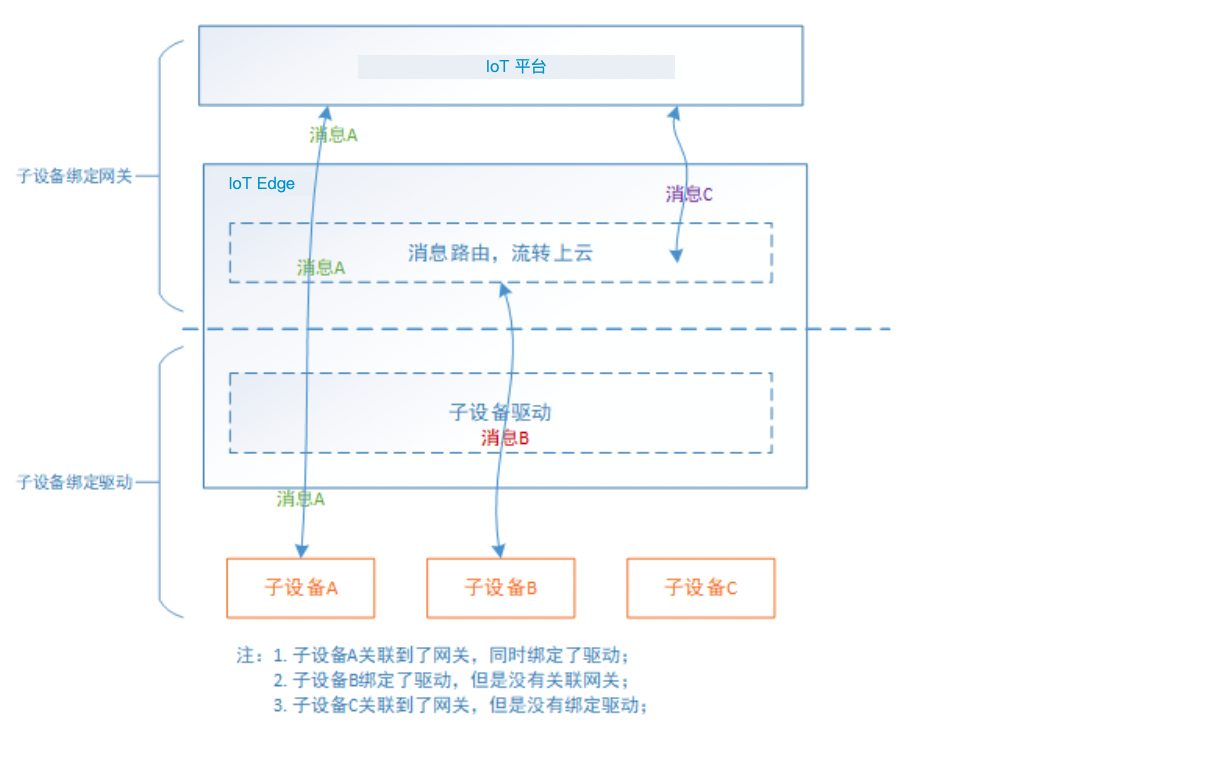 IoT 平台
消息A
子设备绑定网关
IoT Edge
消息C
消息路由，流转上云
消息A
子设备驱动
消息B
子设备绑定驱动
消息A
子设备A
子设备B
子设备C
注：1. 子设备A关联到了网关，同时绑定了驱动；
2. 子设备B绑定了驱动，但是没有关联网关；
3. 子设备C关联到了网关，但是没有绑定驱动；